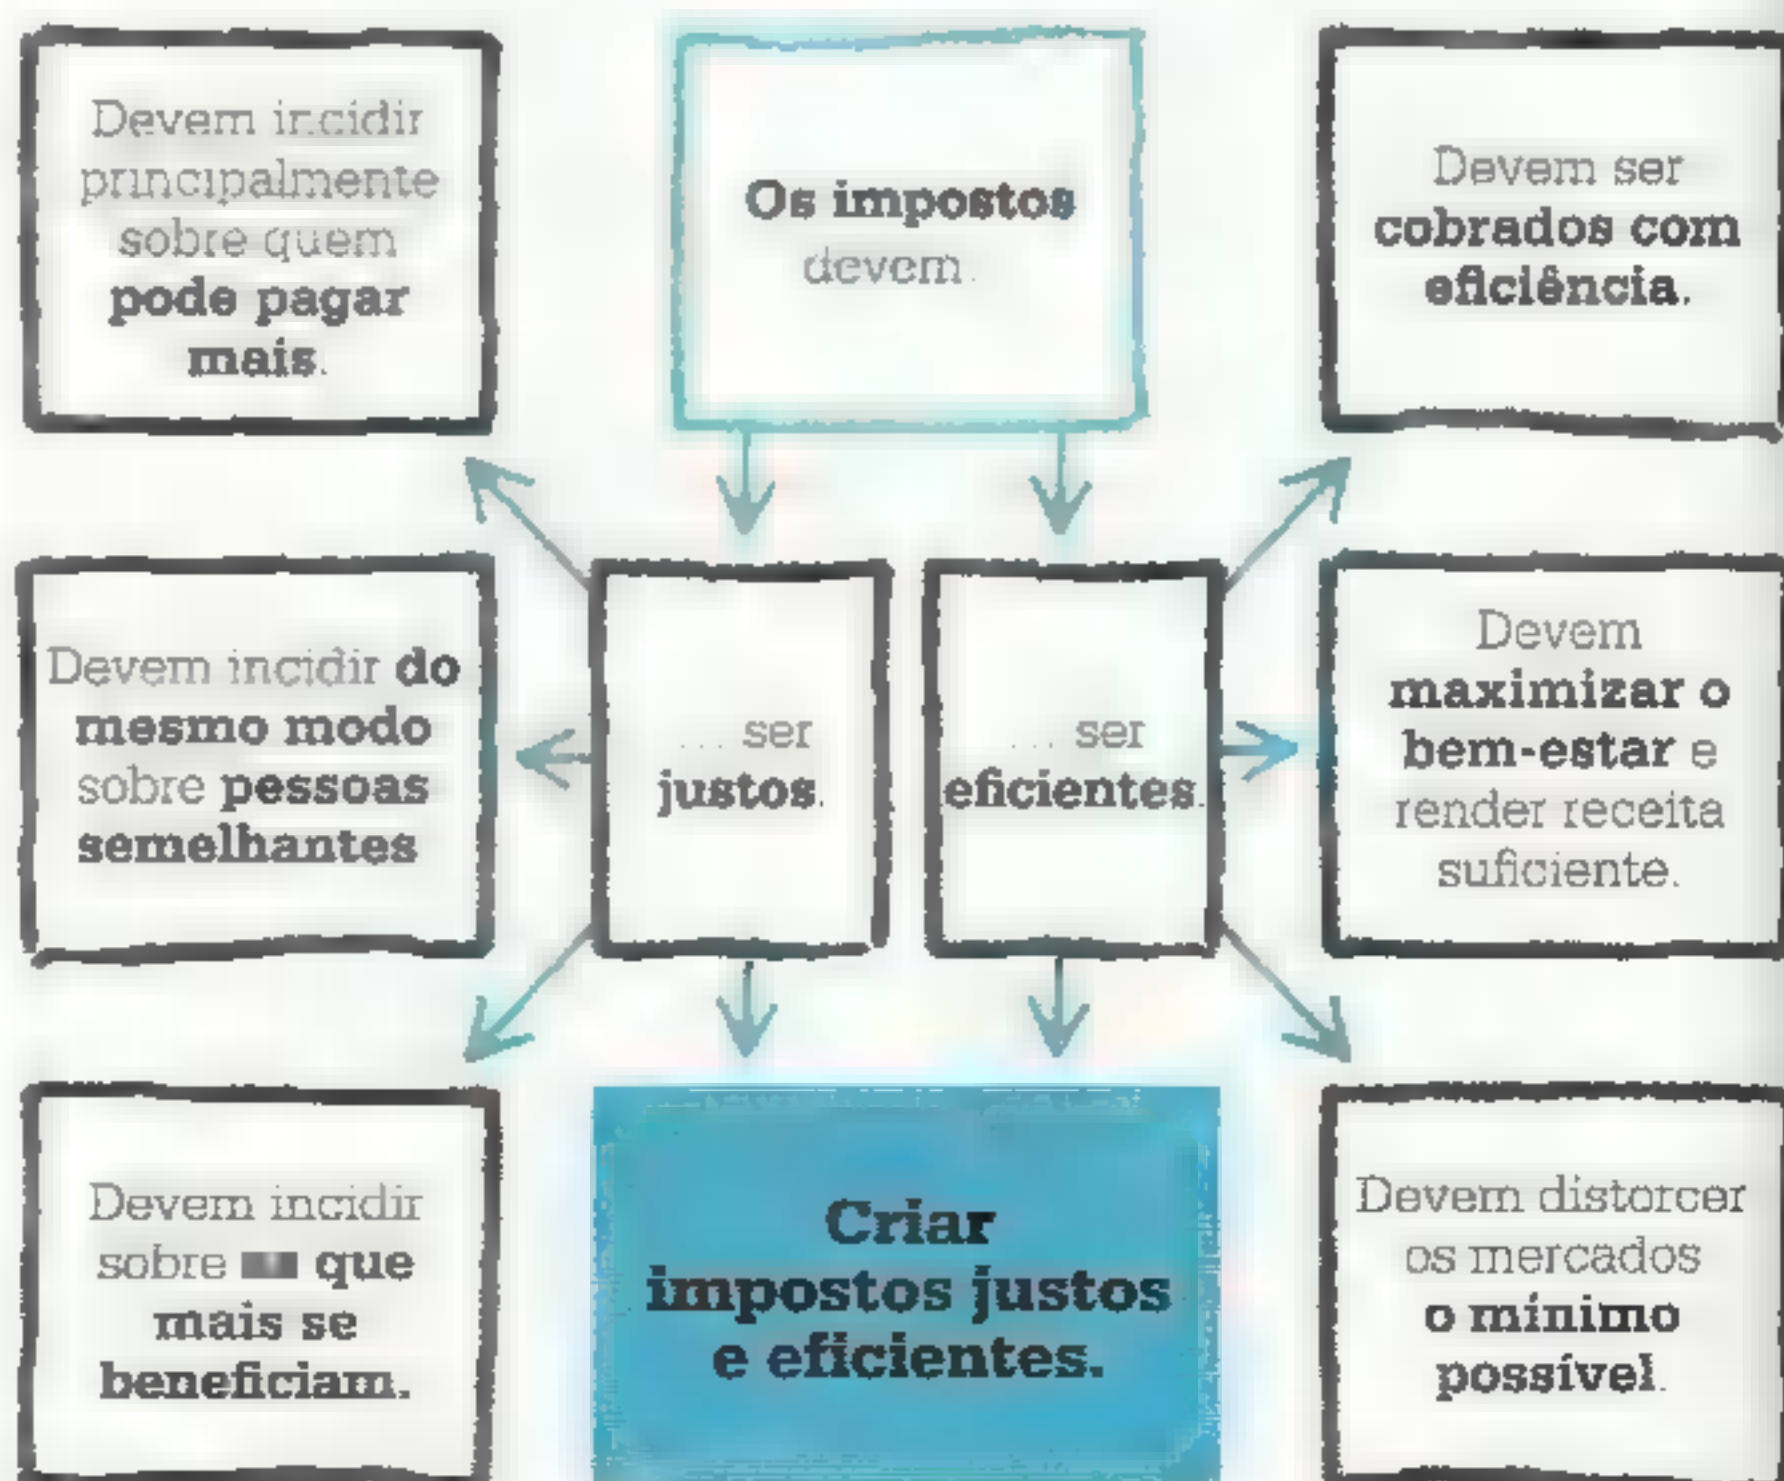 Devem incidir
principalmente
sobre quem
pode pagar
mais.
Os impostos
devem
Devem ser
cobrados com
eficiência.
Devem incidir do
mesmo modo
sobre pessoas
semelhantes
... ser
justos.
... ser
eficientes.
Devem
maximizar o
bem-estar e
render receita
suficiente.
Devem incidir
sobre que
mais se
beneficiam.
Criar
impostos justos
e eficientes.
Devem distorcer
os mercados
o mínimo
possível.